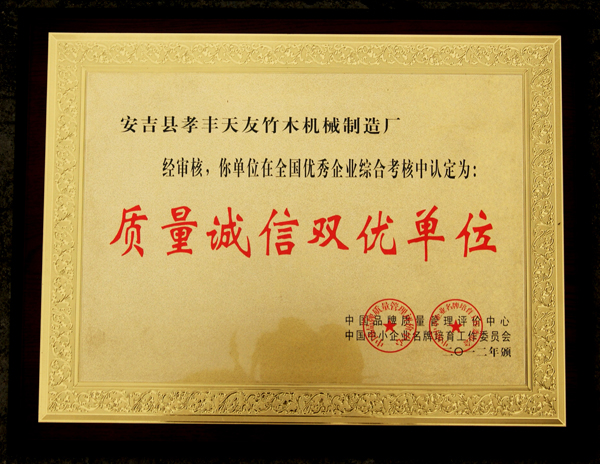 安吉县孝丰天友竹木机械制造厂
经审核，你单位在全国优秀企业综合考核中认定为：
质量诚信双优单位
中国品牌质量管理评价中心
中国中小企业名牌培育工作委员会
二〇一二年颁